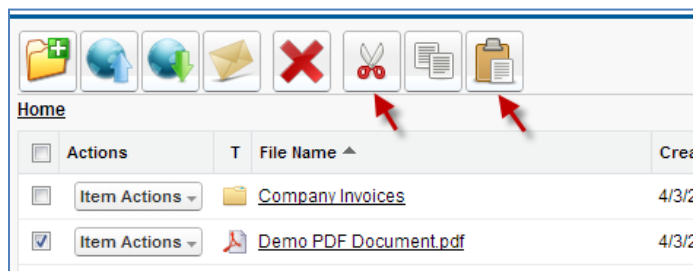 Home
Actions T File Name Crea
Item Actions Company Invoices 4/3/2
Item Actions Demo PDF Document.pdf 4/3/2